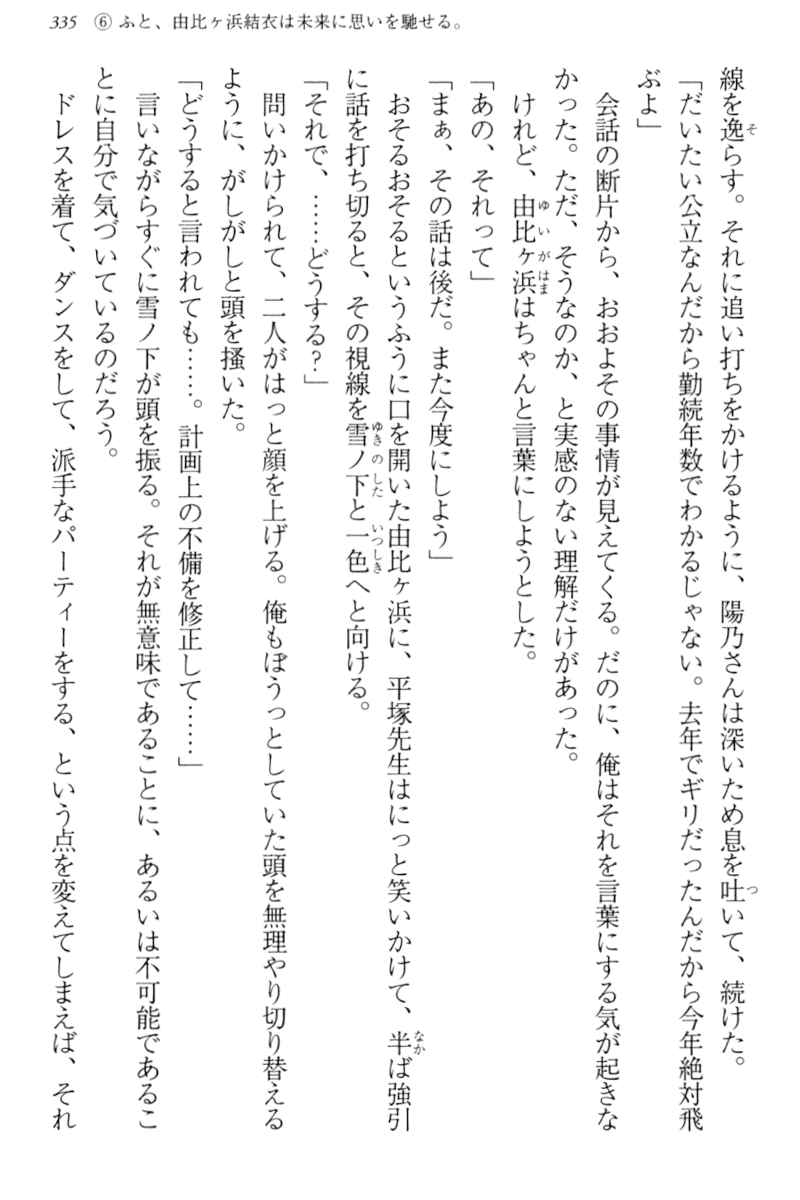 335 ⑥ ふと、由比ヶ浜結衣は未来に思いを馳せる。
線を逸らす。それに追い打ちをかけるように、陽乃さんは深いため息を吐いて、続けた。
「だいたい公立なんだから勤続年数でわかるじゃない。去年でギリだったんだから今年絶対飛
ぶよ」
会話の断片から、おおよその事情が見えてくる。だのに、俺はそれを言葉にする気が起きな
かった。ただ、そうなのか、と実感のない理解だけがあった。
けれど、由比ヶ浜はちゃんと言葉にしようとした。
「あの、それって」
「まぁ、その話は後だ。また今度にしよう」
おそるおそるというふうに口を開いた由比ヶ浜に、平塚先生はにっと笑いかけて、半ば強引
に話を打ち切ると、その視線を雪ノ下と一色へと向ける。
「それで、……どうする?」
問いかけられて、二人がはっと顔を上げる。俺もぼうっとしていた頭を無理やり切り替える
ように、がしがしと頭を掻いた。
「どうすると言われても……。計画上の不備を修正して……」
言いながらすぐに雪ノ下が頭を振る。それが無意味であることに、あるいは不可能であるこ
とに自分で気づいているのだろう。
ドレスを着て、ダンスをして、派手なパーティーをする、という点を変えてしまえば、それ